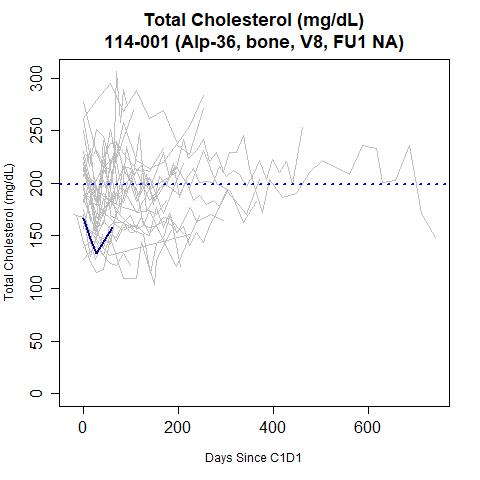 Total Cholesterol (mg/dL)
114-001 (Alp-36, bone, V8, FU1 NA)
Total Cholesterol (mg/dL)
300
250
200
150
100
50
0
0
200
400
600
Days Since C1D1